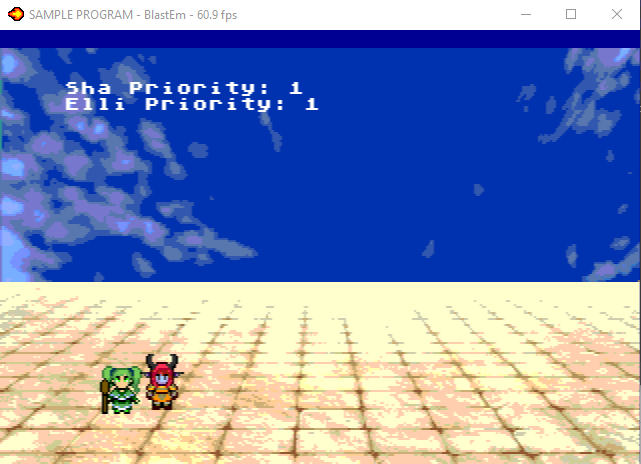 SAMPLE PROGRAM - BlastEm - 60.9 fps
Sha Priority: 1
Elli Priority: 1